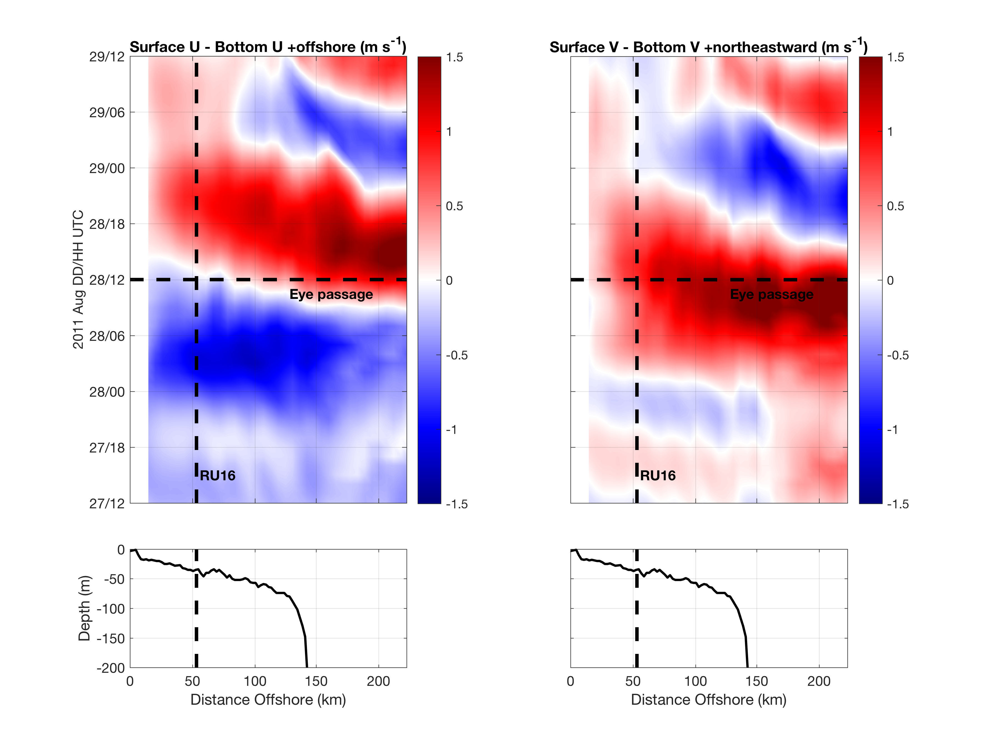 Surface U - Bottom U +offshore (m s-1)
Surface V - Bottom V +northeastward (m s-1)
2011 Aug DD/HH UTC
29/12
29/06
29/00
28/18
28/12
28/06
28/00
27/18
27/12
Eye passage
RU16
1.5
1
0.5
0
-0.5
-1
-1.5
Eye passage
RU16
1.5
1
0.5
0
-0.5
-1
-1.5
Depth (m)
0
-50
-100
-150
-200
0 50 100 150 200
Distance Offshore (km)
0 50 100 150 200
Distance Offshore (km)